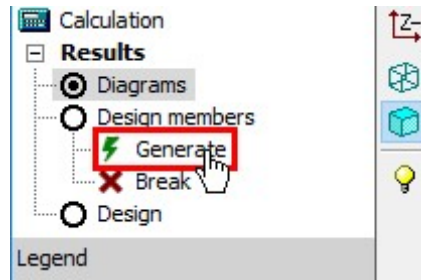 Calculation
Results
Diagrams
Design members
Generate
Break
Design
Legend
Z-